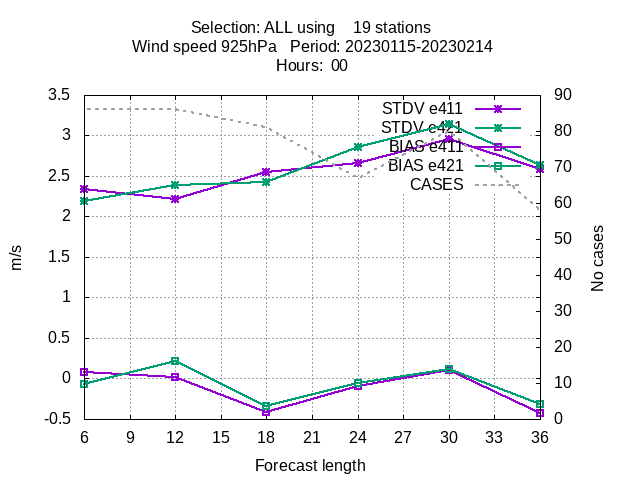 Selection: ALL using    19 stations
Wind speed 925hPa   Period: 20230115-20230214
Hours:  00
3.5
3
2.5
2
1.5
1
0.5
0
-0.5
m/s
STDV e411
STDV e421
BIAS e411
BIAS e421
CASES
90
80
70
60
50
40
30
20
10
0
No cases
6 9 12 15 18 21 24 27 30 33 36
Forecast length